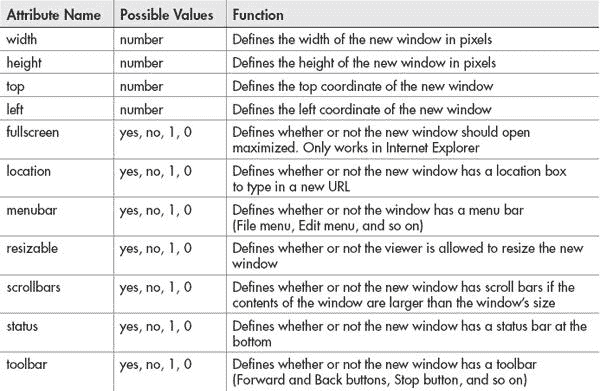 Attribute Name Possible Values Function
width number Defines the width of the new window in pixels
height number Defines the height of the new window in pixels
top number Defines the top coordinate of the new window
left number Defines the left coordinate of the new window
fullscreen yes, no, 1, 0 Defines whether or not the new window should open
maximized. Only works in Internet Explorer
location yes, no, 1, 0 Defines whether or not the new window has a location box
to type in a new URL
menubar yes, no, 1, 0 Defines whether or not the window has a menu bar
(File menu, Edit menu, and so on)
resizable yes, no, 1, 0 Defines whether or not the viewer is allowed to resize the new
window
scrollbars yes, no, 1, 0 Defines whether or not the new window has scroll bars if the
contents of the window are larger than the window's size
status yes, no, 1, 0 Defines whether or not the new window has a status bar at the
bottom
toolbar yes, no, 1, 0 Defines whether or not the new window has a toolbar
(Forward and Back buttons, Stop button, and so on)